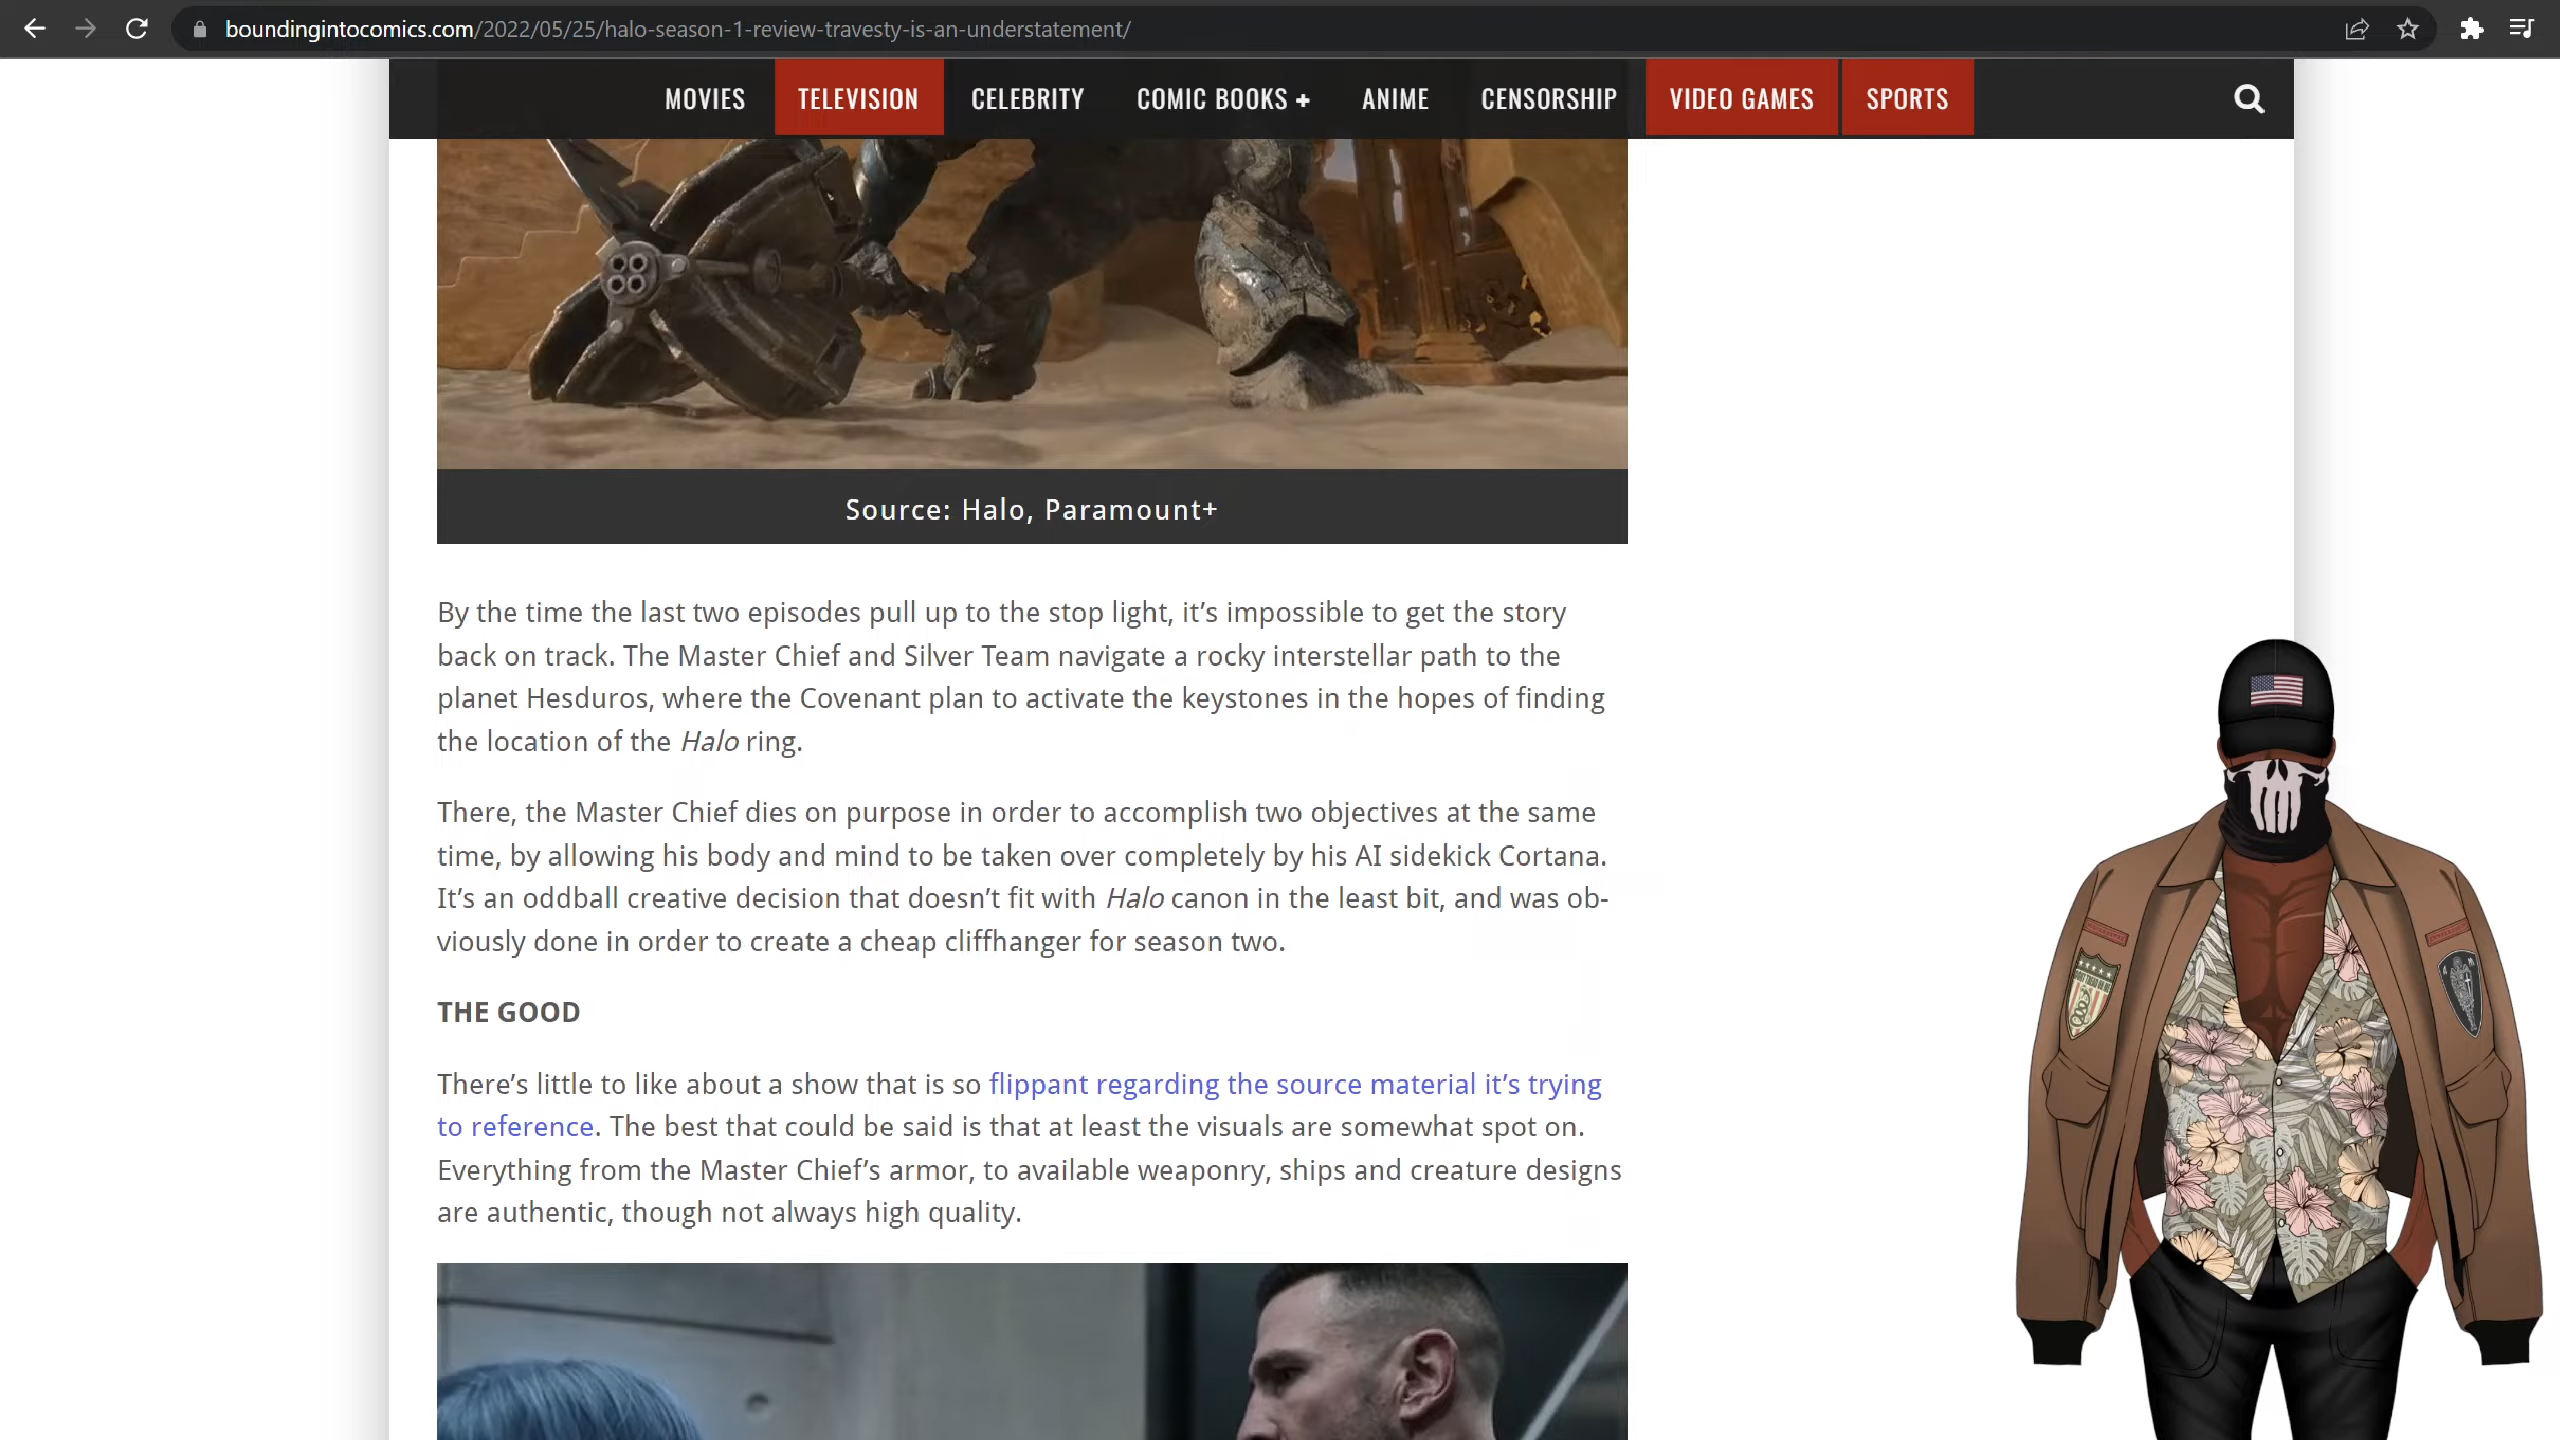 boundingintocomics.com/2022/05/25/halo-season-1-review-travesty-is-an-understatement/
MOVIES TELEVISION CELEBRITY COMIC BOOKS + ANIME CENSORSHIP VIDEO GAMES SPORTS
Source: Halo, Paramount+
By the time the last two episodes pull up to the stop light, it’s impossible to get the story
back on track. The Master Chief and Silver Team navigate a rocky interstellar path to the
planet Hesduros, where the Covenant plan to activate the keystones in the hopes of finding
the location of the Halo ring.
There, the Master Chief dies on purpose in order to accomplish two objectives at the same
time, by allowing his body and mind to be taken over completely by his AI sidekick Cortana.
It’s an oddball creative decision that doesn’t fit with Halo canon in the least bit, and was ob-
viously done in order to create a cheap cliffhanger for season two.
THE GOOD
There’s little to like about a show that is so flippant regarding the source material it’s trying
to reference. The best that could be said is that at least the visuals are somewhat spot on.
Everything from the Master Chief’s armor, to available weaponry, ships and creature designs
are authentic, though not always high quality.